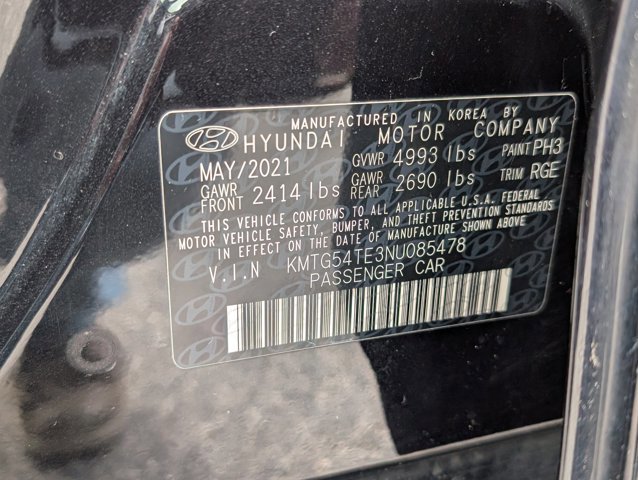 MANUFACTURED IN KOREA BY
HYUNDAI MOTOR COMPANY
MAY/2021 GVWR 4993 lbs PAINT PH3
GAWR FRONT 2414 lbs GAWR REAR 2690 lbs TRIM RGE
THIS VEHICLE CONFORMS TO ALL APPLICABLE U.S.A. FEDERAL
MOTOR VEHICLE SAFETY, BUMPER, AND THEFT PREVENTION STANDARDS
IN EFFECT ON THE DATE OF MANUFACTURE SHOWN ABOVE.
V.I.N KMTG54TE3NU085478
PASSENGER CAR